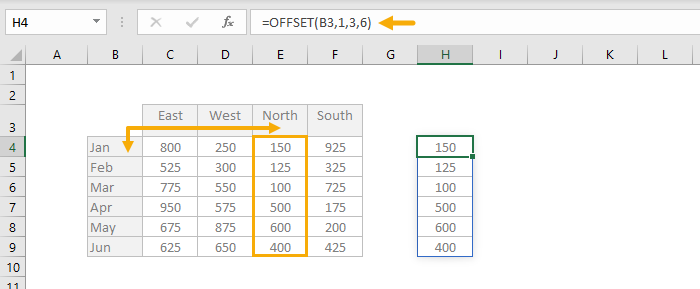 H4 fx =OFFSET(B3,1,3,6)
A B C D E F G H I J K L
1
2
3 East West North South
4 Jan 800 250 150 925 150
5 Feb 525 300 125 325 125
6 Mar 775 550 100 725 100
7 Apr 950 575 500 175 500
8 May 675 875 600 200 600
9 Jun 625 650 400 425 400
10
11